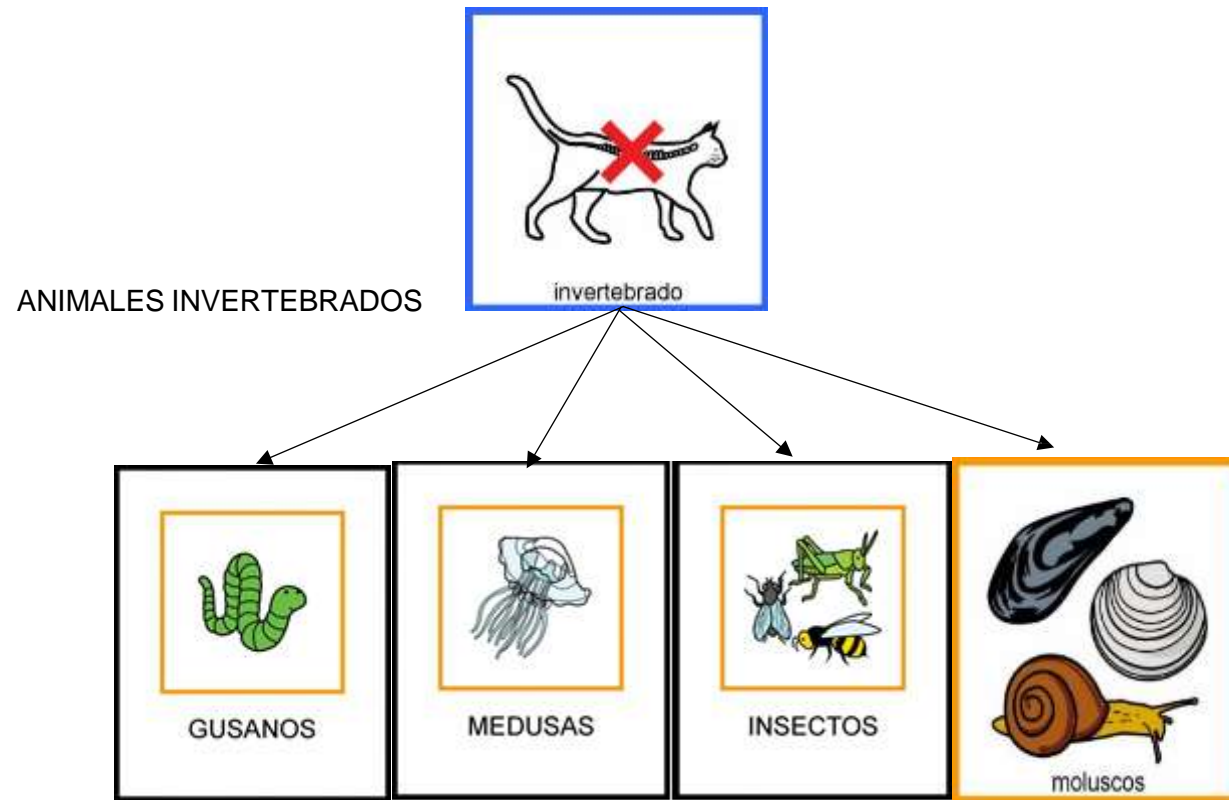 invertebrado
ANIMALES INVERTEBRADOS
GUSANOS
MEDUSAS
INSECTOS
moluscos